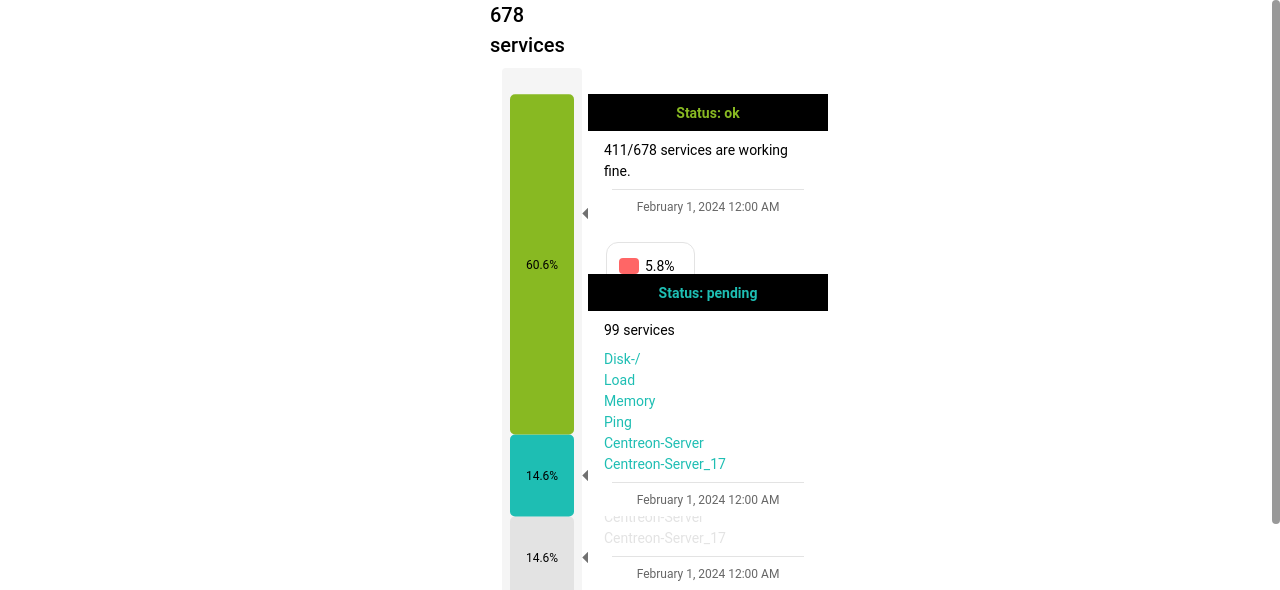 678
services
Status: ok
411/678 services are working
fine.
February 1, 2024 12:00 AM
60.6%
5.8%
Status: pending
99 services
Disk-/
Load
Memory
Ping
Centreon-Server
Centreon-Server_17
14.6%
February 1, 2024 12:00 AM
Centreon-Server
Centreon-Server_17
14.6%
February 1, 2024 12:00 AM